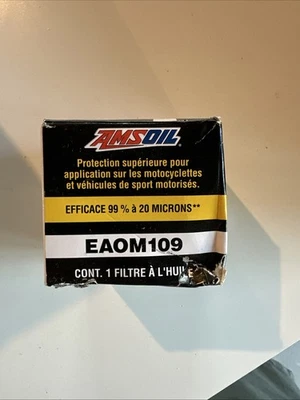 AMSOIL
Protection supérieure pour
application sur les motocyclettes
et véhicules de sport motorisés.
EFFICACE 99 % à 20 MICRONS**
EAOM109
CONT. 1 FILTRE À L'HUILE